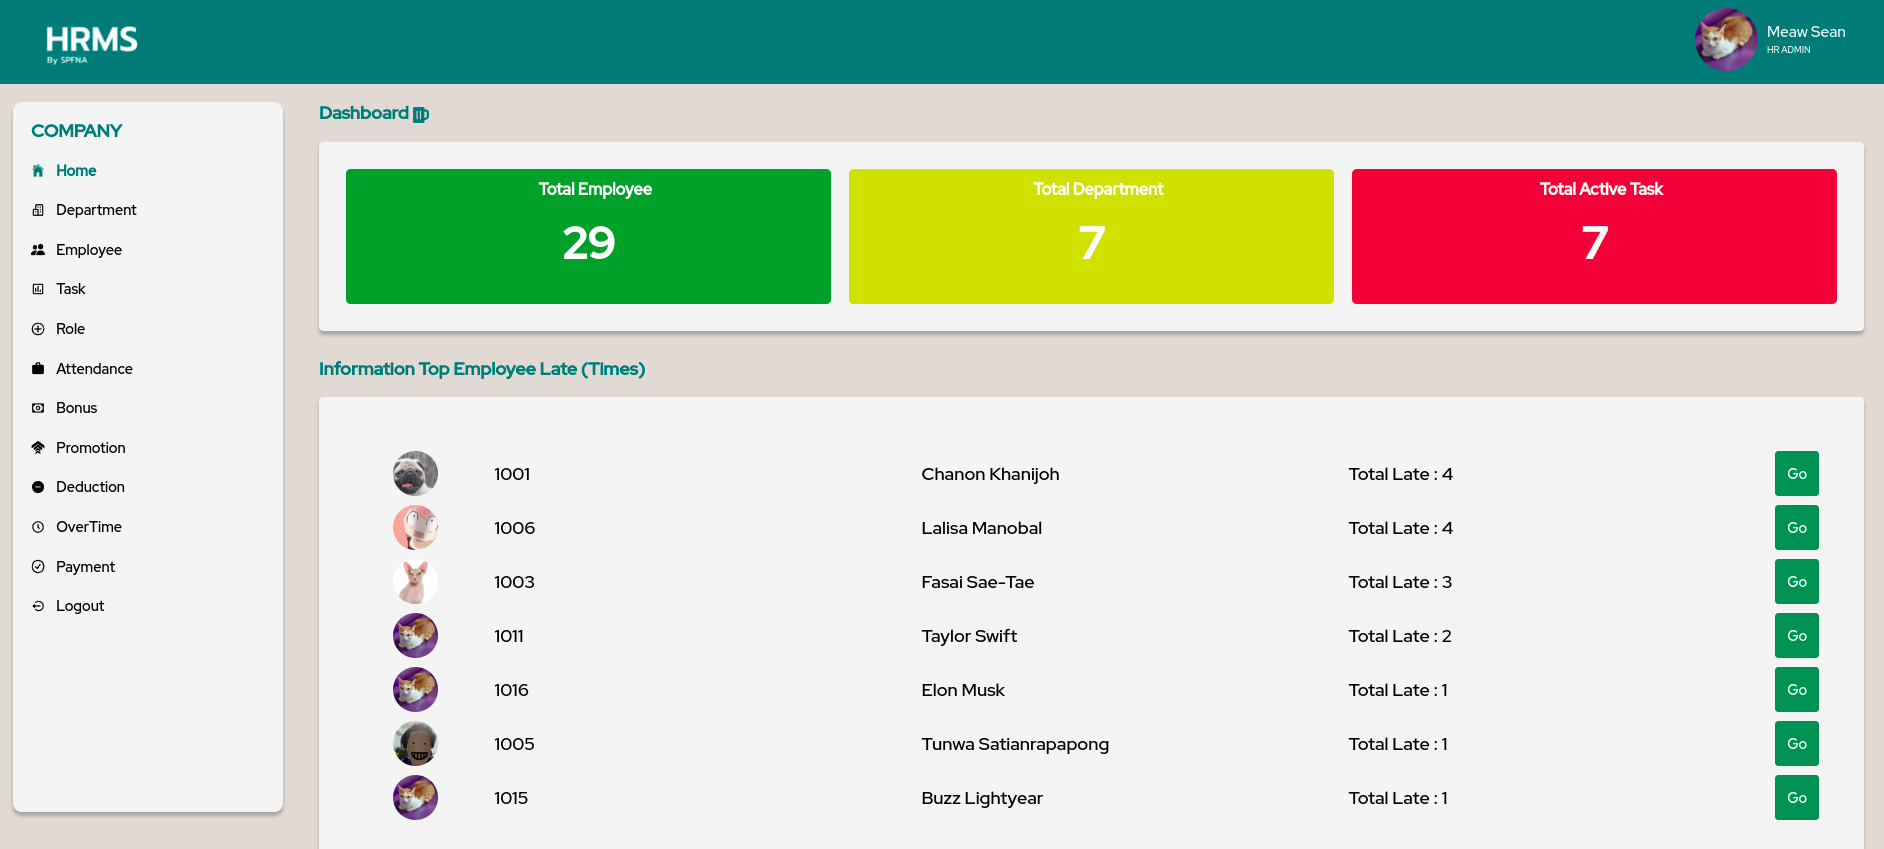 HRMS
By SPFNA
Meaw Sean
HR ADMIN
COMPANY
Home
Department
Employee
Task
Role
Attendance
Bonus
Promotion
Deduction
OverTime
Payment
Logout
Dashboard
Total Employee
29
Total Department
7
Total Active Task
7
Information Top Employee Late (Times)
1001 Chanon Khanijoh Total Late : 4 Go
1006 Lalisa Manobal Total Late : 4 Go
1003 Fasai Sae-Tae Total Late : 3 Go
1011 Taylor Swift Total Late : 2 Go
1016 Elon Musk Total Late : 1 Go
1005 Tunwa Satianrapapong Total Late : 1 Go
1015 Buzz Lightyear Total Late : 1 Go